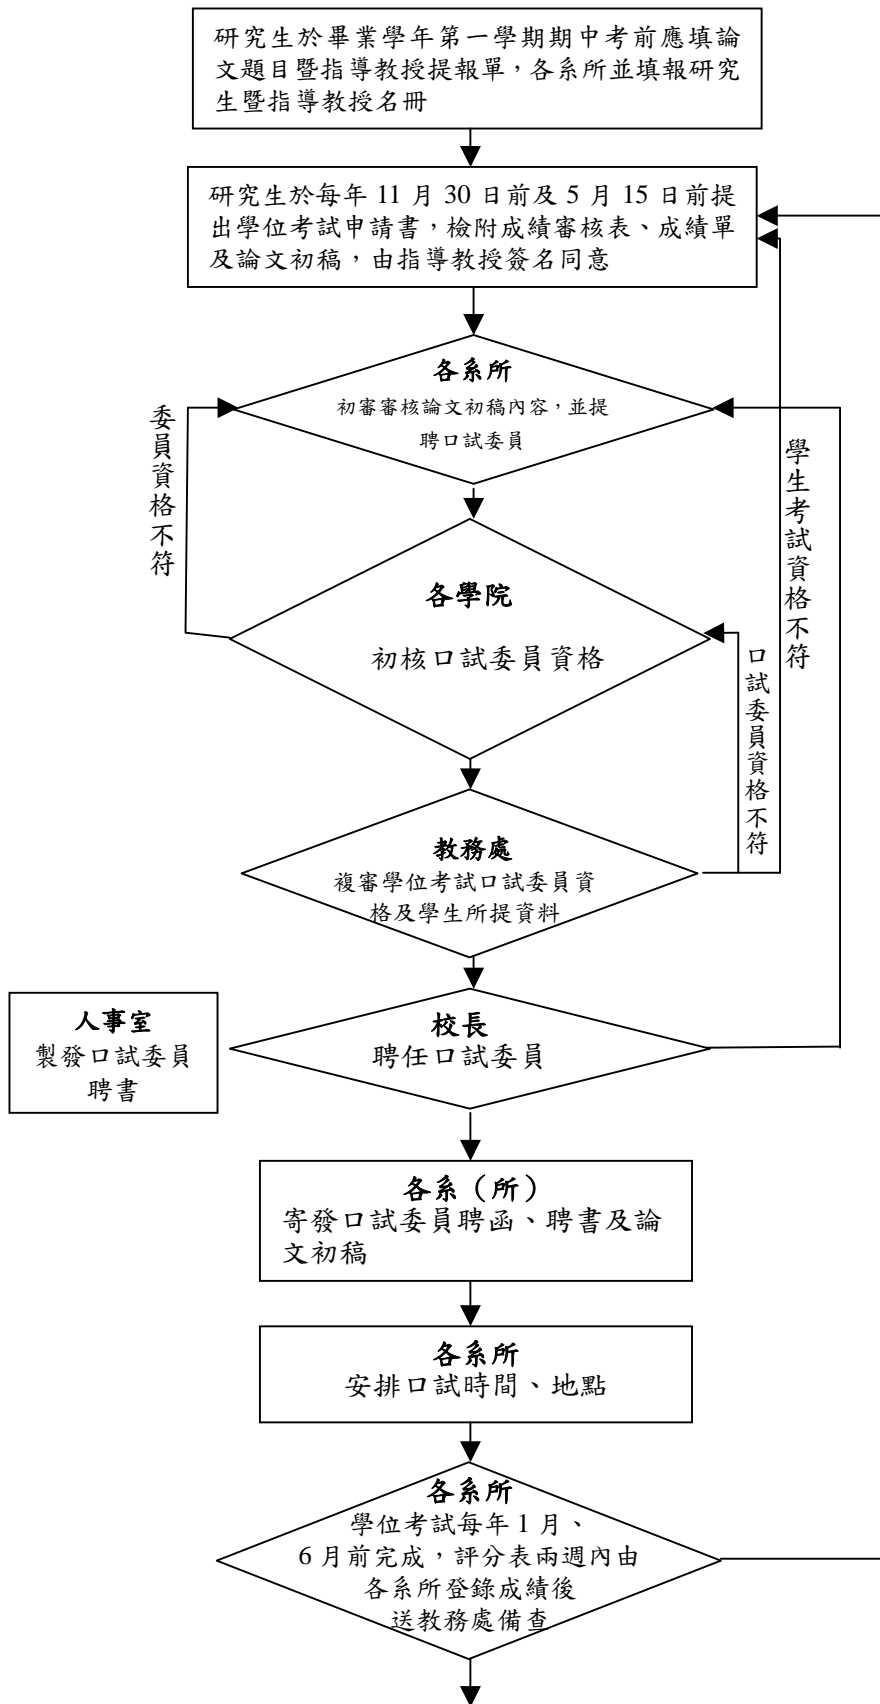 研究生於畢業學年第一學期期中考前應填論
文題目暨指導教授提報單，各系所並填報研究
生暨指導教授名冊
研究生於每年 11 月 30 日前及 5 月 15 日前提
出學位考試申請書，檢附成績審核表、成績單
及論文初稿，由指導教授簽名同意
各系所
初審審核論文初稿內容，並提
聘口試委員
委員資格不符
學生考試資格不符
各學院
初核口試委員資格
口試委員資格不符
教務處
複審學位考試口試委員資
格及學生所提資料
人事室
製發口試委員
聘書
校長
聘任口試委員
各系（所）
寄發口試委員聘函、聘書及論
文初稿
各系所
安排口試時間、地點
各系所
學位考試每年 1 月、
6 月前完成，評分表兩週內由
各系所登錄成績後
送教務處備查